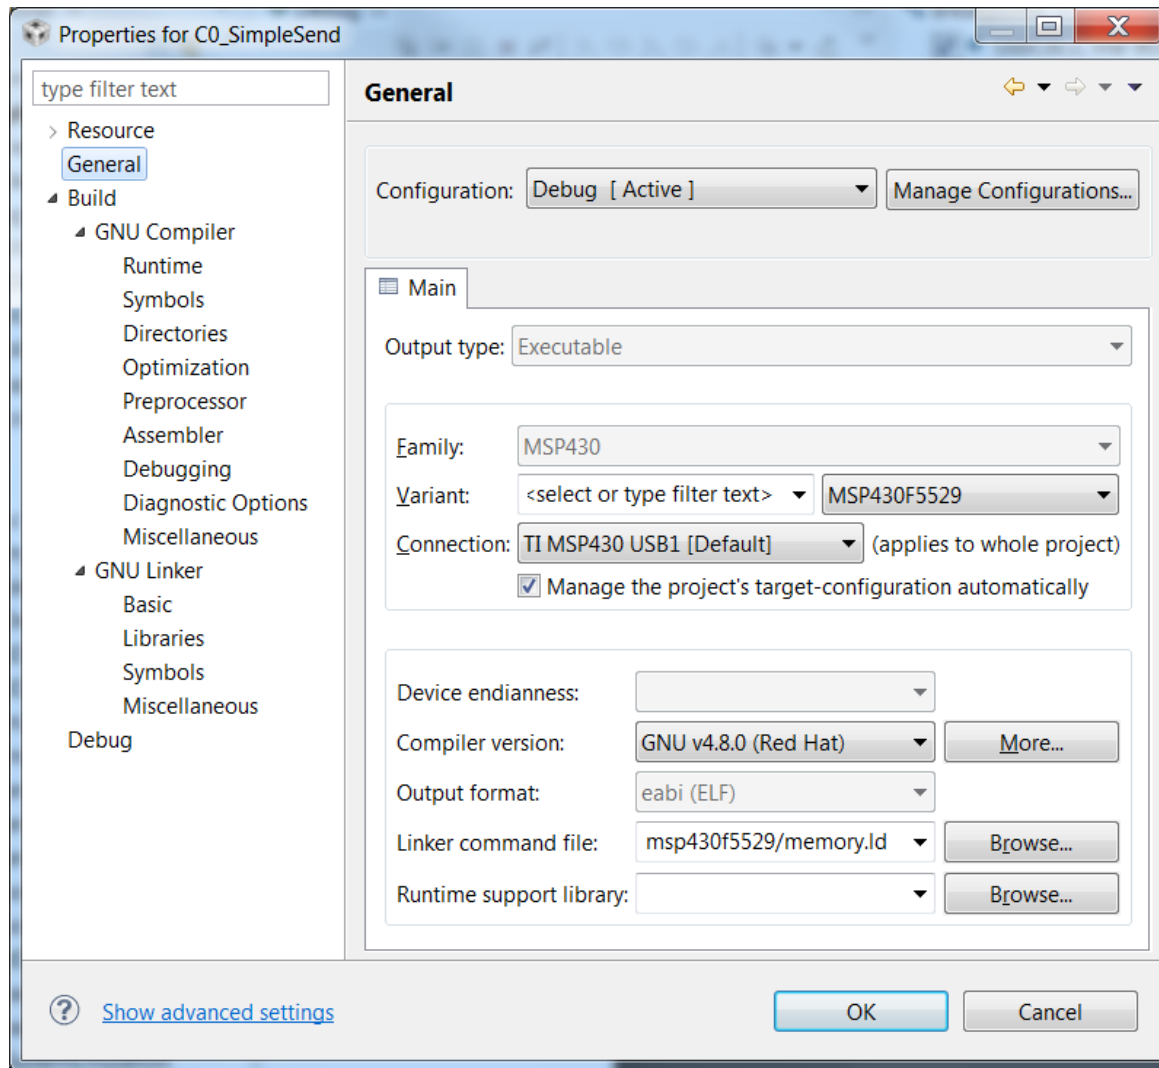 Properties for C0_SimpleSend
type filter text
Resource
General
Build
GNU Compiler
Runtime
Symbols
Directories
Optimization
Preprocessor
Assembler
Debugging
Diagnostic Options
Miscellaneous
GNU Linker
Basic
Libraries
Symbols
Miscellaneous
Debug
General
Configuration: Debug [ Active ] Manage Configurations...
Main
Output type: Executable
Family: MSP430
Variant: <select or type filter text> MSP430F5529
Connection: TI MSP430 USB1 [Default] (applies to whole project)
Manage the project's target-configuration automatically
Device endianness:
Compiler version: GNU v4.8.0 (Red Hat) More...
Output format: eabi (ELF)
Linker command file: msp430f5529/memory.ld Browse...
Runtime support library: Browse...
? Show advanced settings OK Cancel